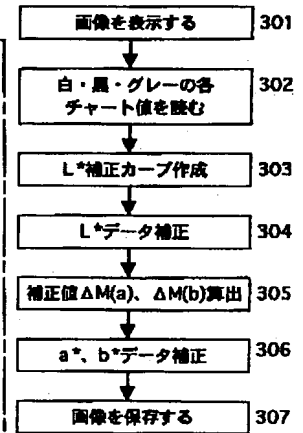 画像を表示する 301
白・黒・グレーの各 302
チャート値を読む
L*補正カーブ作成 303
L*データ補正 304
補正値ΔM(a)、ΔM(b)算出 305
a*、b*データ補正 306
画像を保存する 307